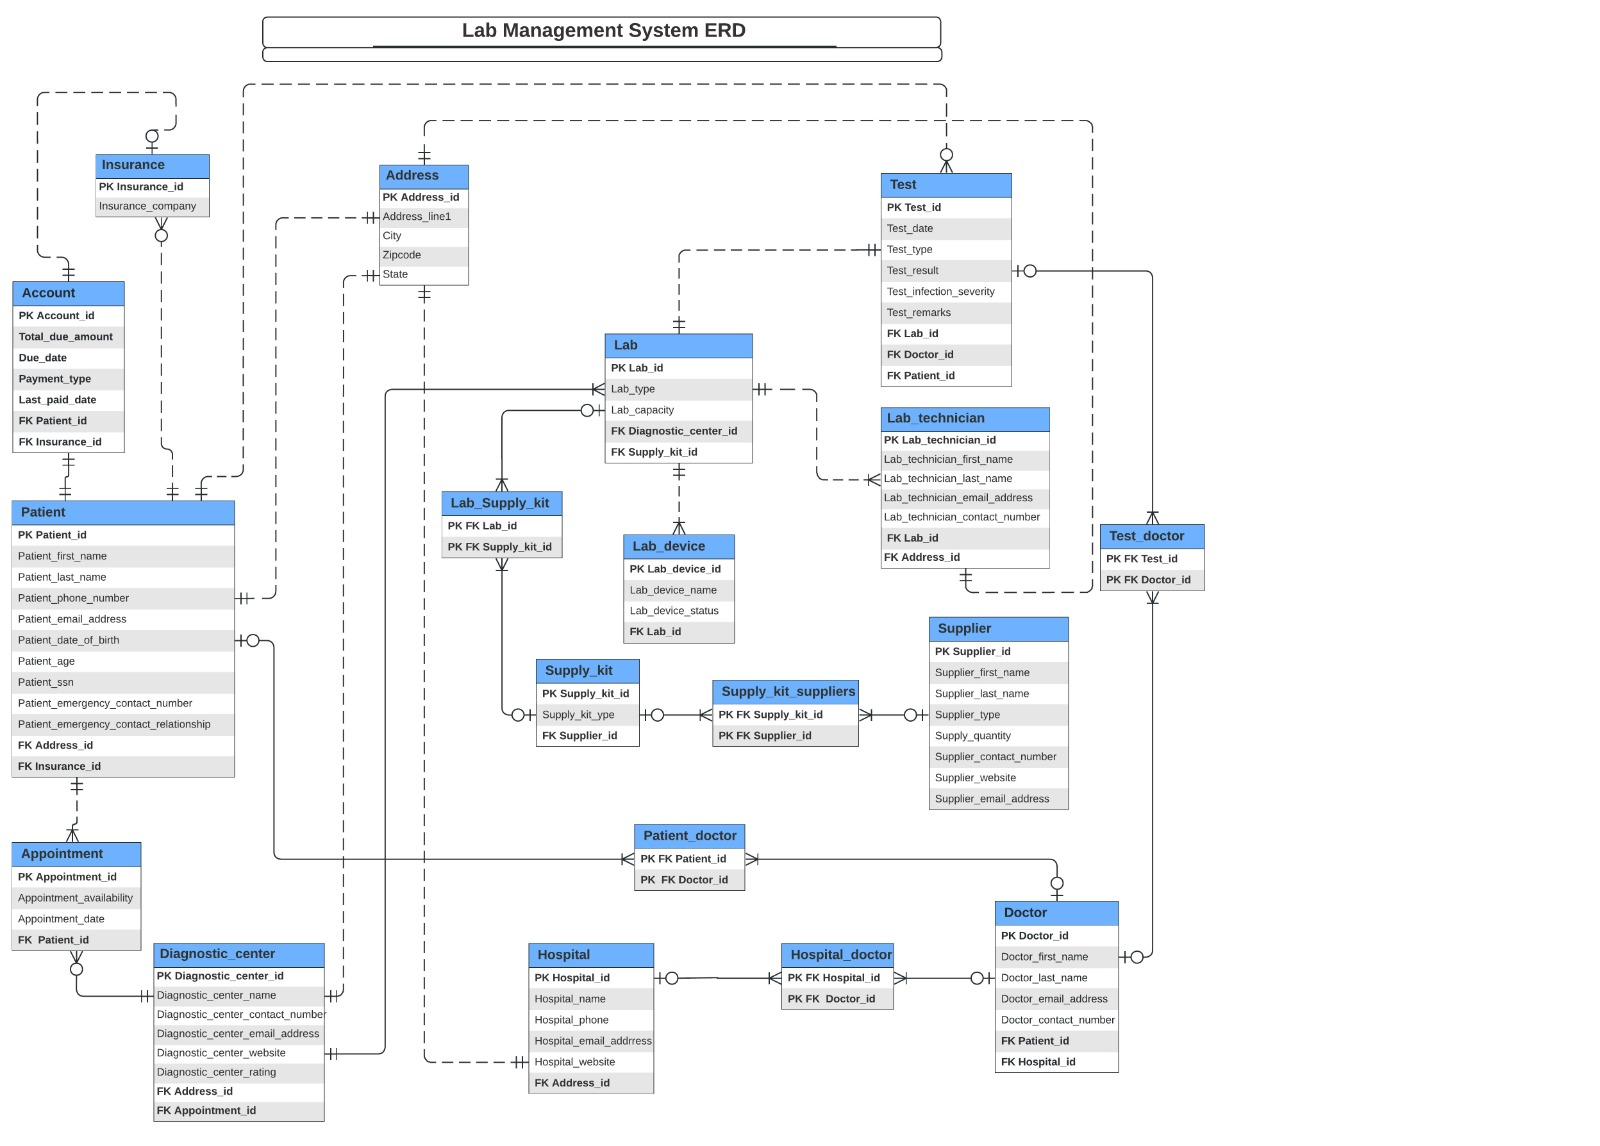 Lab Management System ERD
Insurance
PK Insurance_id
Insurance_company
Address
PK Address_id
Address_line1
City
Zipcode
State
Test
PK Test_id
Test_date
Test_type
Test_result
Test_infection_severity
Test_remarks
FK Lab_id
FK Doctor_id
FK Patient_id
Account
PK Account_id
Total_due_amount
Due_date
Payment_type
Last_paid_date
FK Patient_id
FK Insurance_id
Lab
PK Lab_id
Lab_type
Lab_capacity
FK Diagnostic_center_id
FK Supply_kit_id
Lab_technician
PK Lab_technician_id
Lab_technician_first_name
Lab_technician_last_name
Lab_technician_email_address
Lab_technician_contact_number
FK Lab_id
FK Address_id
Patient
PK Patient_id
Patient_first_name
Patient_last_name
Patient_phone_number
Patient_email_address
Patient_date_of_birth
Patient_age
Patient_ssn
Patient_emergency_contact_number
Patient_emergency_contact_relationship
FK Address_id
FK Insurance_id
Lab_Supply_kit
PK FK Lab_id
PK FK Supply_kit_id
Lab_device
PK Lab_device_id
Lab_device_name
Lab_device_status
FK Lab_id
Test_doctor
PK FK Test_id
PK FK Doctor_id
Supply_kit
PK Supply_kit_id
Supply_kit_ype
FK Supplier_id
Supply_kit_suppliers
PK FK Supply_kit_id
PK FK Supplier_id
Supplier
PK Supplier_id
Supplier_first_name
Supplier_last_name
Supplier_type
Supply_quantity
Supplier_contact_number
Supplier_website
Supplier_email_address
Appointment
PK Appointment_id
Appointment_availability
Appointment_date
FK  Patient_id
Patient_doctor
PK FK Patient_id
PK  FK Doctor_id
Diagnostic_center
PK Diagnostic_center_id
Diagnostic_center_name
Diagnostic_center_contact_number
Diagnostic_center_email_address
Diagnostic_center_website
Diagnostic_center_rating
FK Address_id
FK Appointment_id
Hospital
PK Hospital_id
Hospital_name
Hospital_phone
Hospital_email_addrress
Hospital_website
FK Address_id
Hospital_doctor
PK FK Hospital_id
PK FK  Doctor_id
Doctor
PK Doctor_id
Doctor_first_name
Doctor_last_name
Doctor_email_address
Doctor_contact_number
FK Patient_id
FK Hospital_id